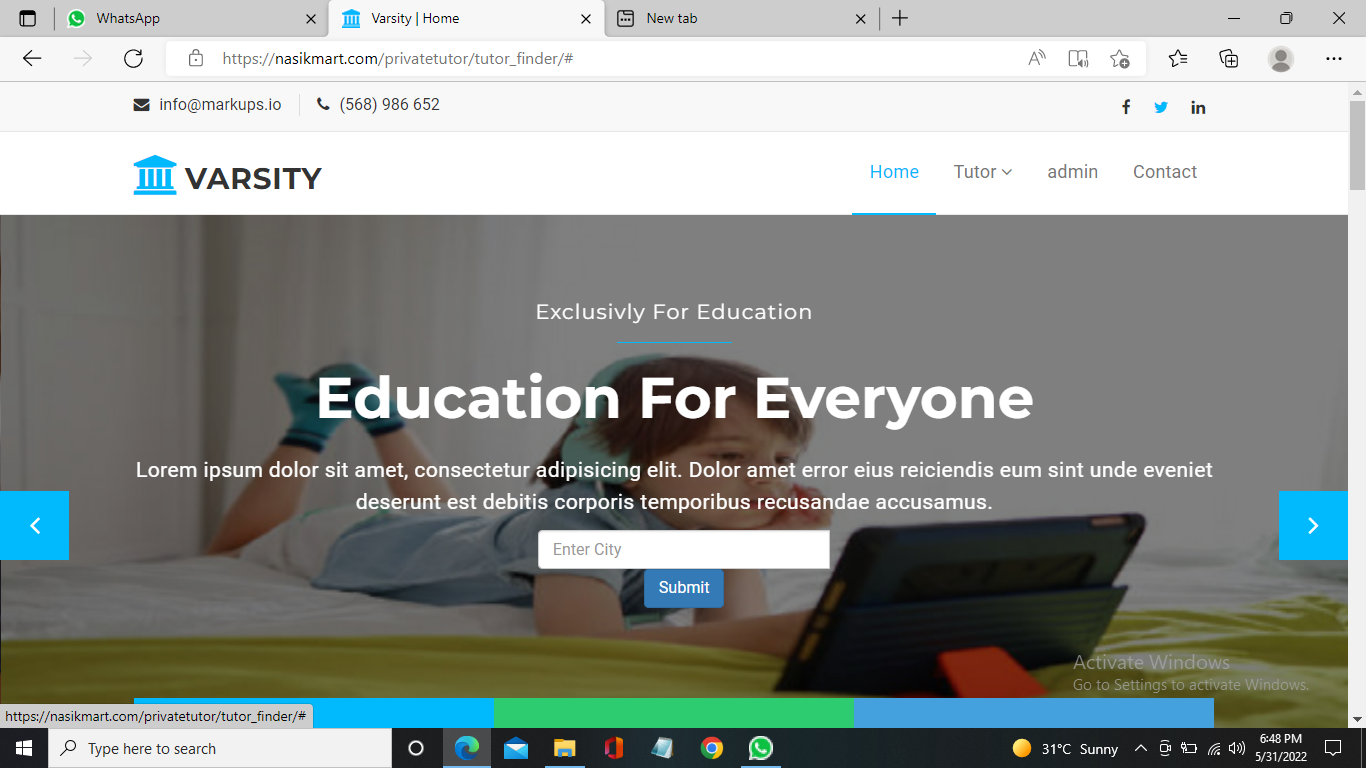 WhatsApp
Varsity | Home
New tab
https://nasikmart.com/privatetutor/tutor_finder/#
info@markups.io
(568) 986 652
VARSITY
Home
Tutor
admin
Contact
Exclusivly For Education
Education For Everyone
Lorem ipsum dolor sit amet, consectetur adipisicing elit. Dolor amet error eius reiciendis eum sint unde eveniet
deserunt est debitis corporis temporibus recusandae accusamus.
Enter City
Submit
Activate Windows
Go to Settings to activate Windows.
https://nasikmart.com/privatetutor/tutor_finder/#
Type here to search
31°C Sunny
6:48 PM
5/31/2022